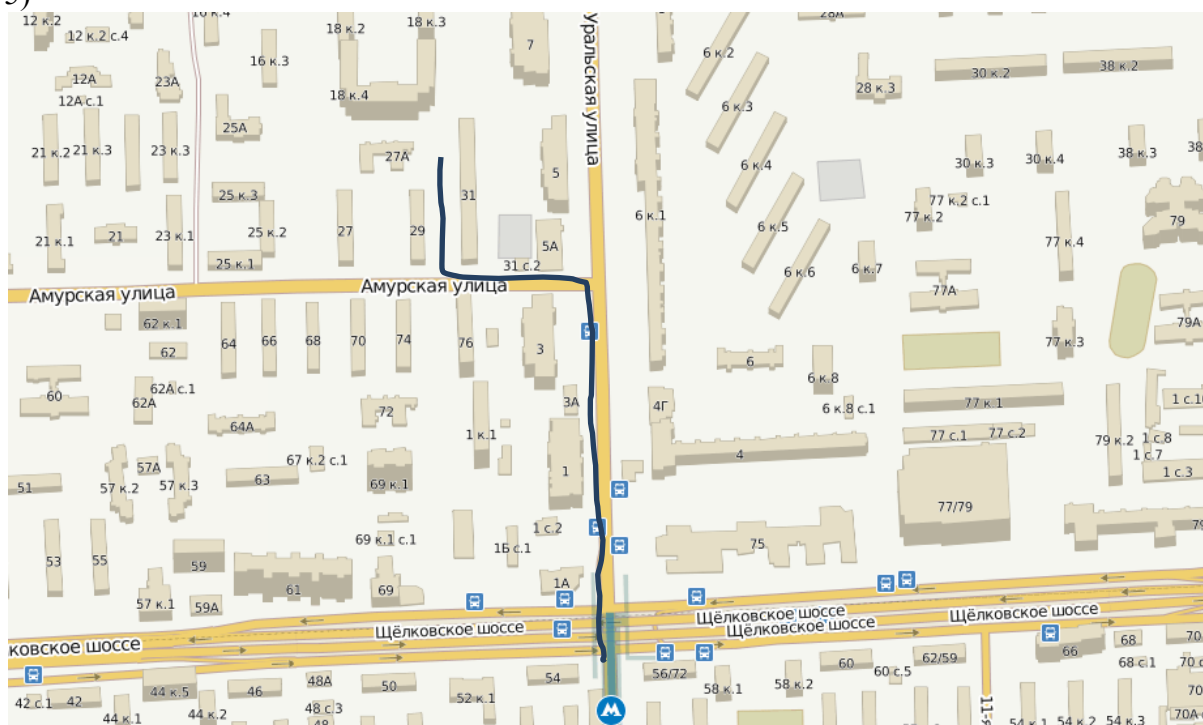 3)
16 к.4
18 к.2
18 к.3
Уральская улица
28А
12 к.2
12 к.2 с.4
7
6 к.2
16 к.3
30 к.2
38 к.2
12А
23А
28 к.3
12А с.1
18 к.4
6 к.3
25А
21 к.2
21 к.3
23 к.3
27А
30 к.3
30 к.4
38 к.3
38
6 к.4
5
25 к.3
31
77 к.2 с.1
6 к.1
77 к.2
79
21 к.1
21
23 к.1
25 к.2
27
29
6 к.5
77 к.4
5А
25 к.1
31 с.2
6 к.6
6 к.7
Амурская улица
Амурская улица
77А
62 к.1
79А
64
66
68
70
74
76
62
3
77 к.3
6
60
62А с.1
6 к.8
62А
3А
4Г
77 к.1
1 с.1
72
6 к.8 с.1
64А
1 к.1
77 с.1
77 с.2
79 к.2
1 с.8
4
1 с.7
67 к.2 с.1
57А
1
1 с.3
51
57 к.2
57 к.3
63
69 к.1
77/79
1 с.2
79
69 к.1 с.1
1Б с.1
75
53
55
59
61
69
1А
57 к.1
59А
Щёлковское шоссе
Щёлковское шоссе
Щёлковское шоссе
Щёлковское шоссе
ковское шоссе
68
70
66
62/59
60
68 с.1
70 с
56/72
60 с.5
54
48А
50
46
44 к.5
58 к.1
58 к.2
52 к.1
42 с.1
42
70
48 с.3
44 к.1
44 к.2
48
11-я
54 к.1
54 к.2
54 к.3
70А